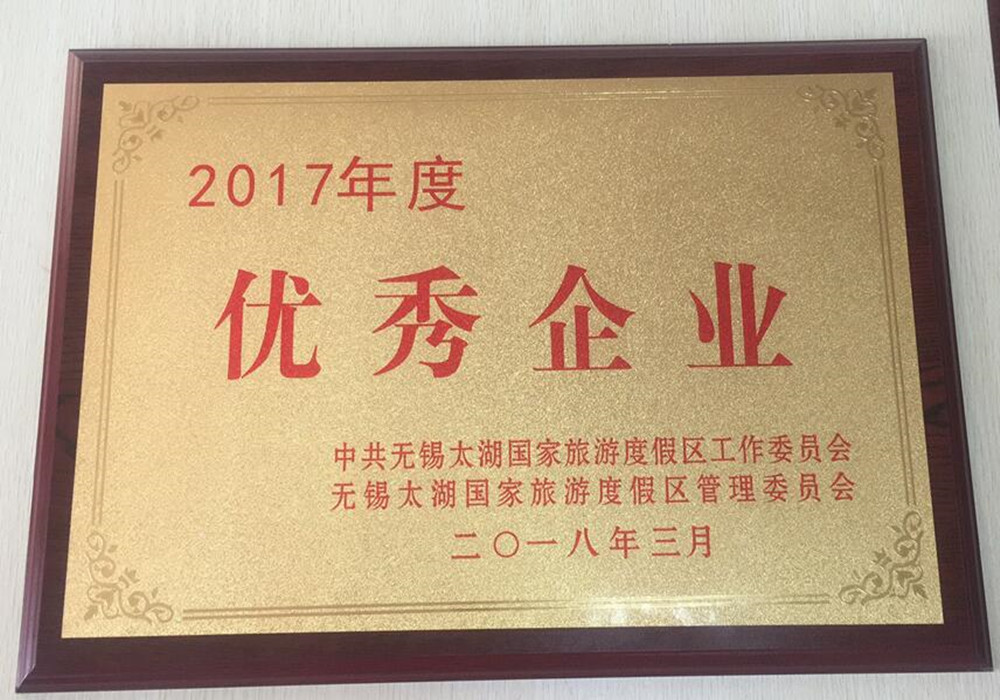 2017年度
优秀企业
中共无锡太湖国家旅游度假区工作委员会
无锡太湖国家旅游度假区管理委员会
二〇一八年三月